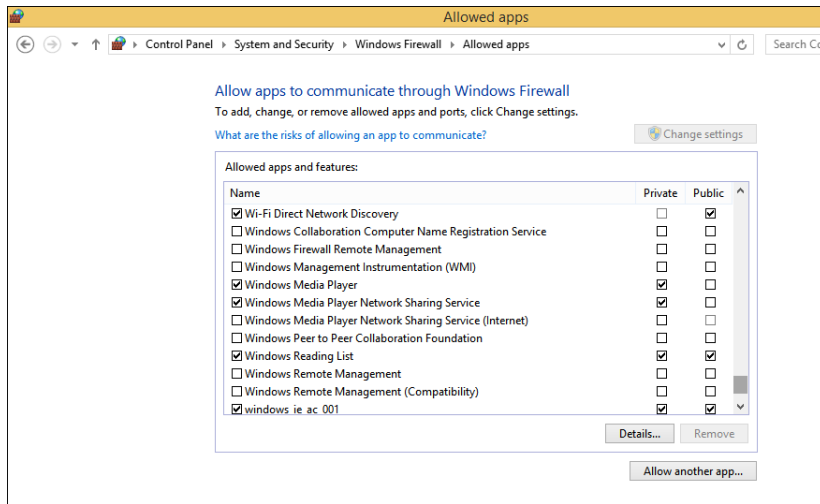 Allowed apps
Control Panel System and Security Windows Firewall Allowed apps Search Co
Allow apps to communicate through Windows Firewall
To add, change, or remove allowed apps and ports, click Change settings.
What are the risks of allowing an app to communicate? Change settings
Allowed apps and features:
Name Private Public
Wi-Fi Direct Network Discovery
Windows Collaboration Computer Name Registration Service
Windows Firewall Remote Management
Windows Management Instrumentation (WMI)
Windows Media Player
Windows Media Player Network Sharing Service
Windows Media Player Network Sharing Service (Internet)
Windows Peer to Peer Collaboration Foundation
Windows Reading List
Windows Remote Management
Windows Remote Management (Compatibility)
windows_ie_ac_001
Details... Remove
Allow another app...